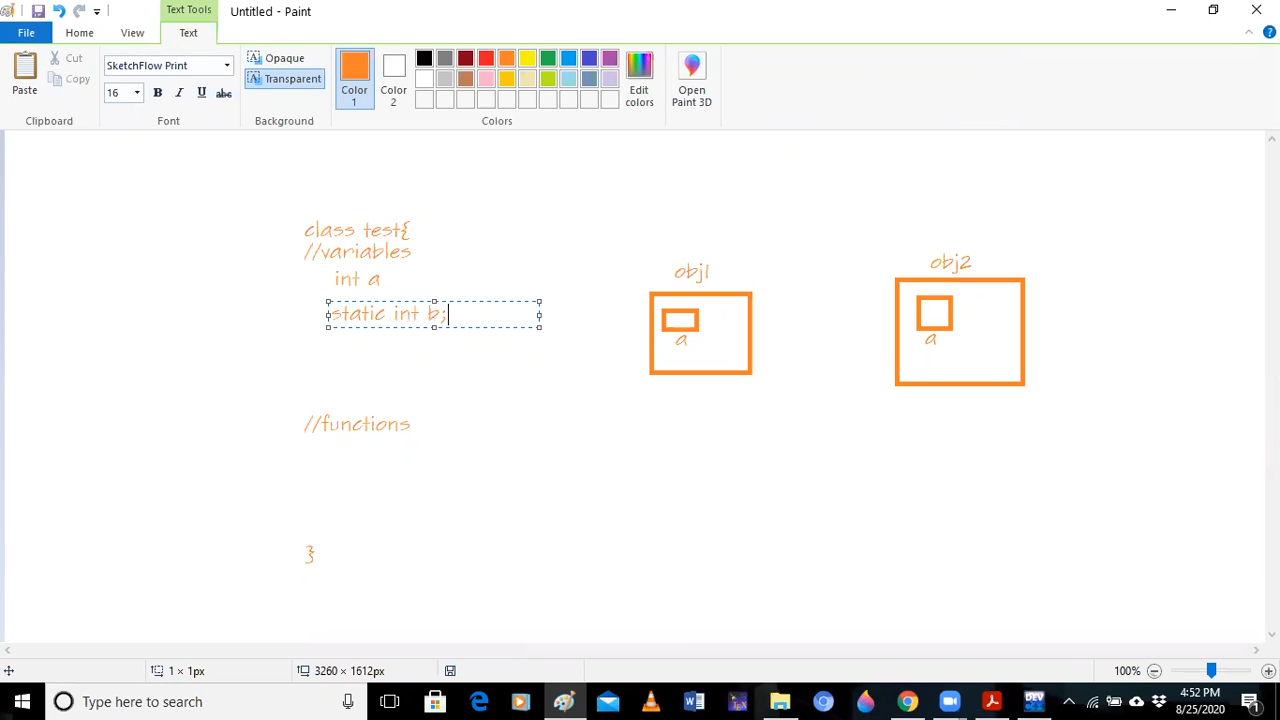 Untitled - Paint
Text Tools
File
Home
View
Text
Paste
Cut
Copy
Clipboard
SketchFlow Print
16
B I U abc
Font
Opaque
Transparent
Background
Color 1
Color 2
Edit colors
Colors
Open Paint 3D
class test{
//variables
int a
static int b;
//functions
}
obj1
a
obj2
a
1 × 1px
3260 × 1612px
100%
Type here to search
4:52 PM
8/25/2020